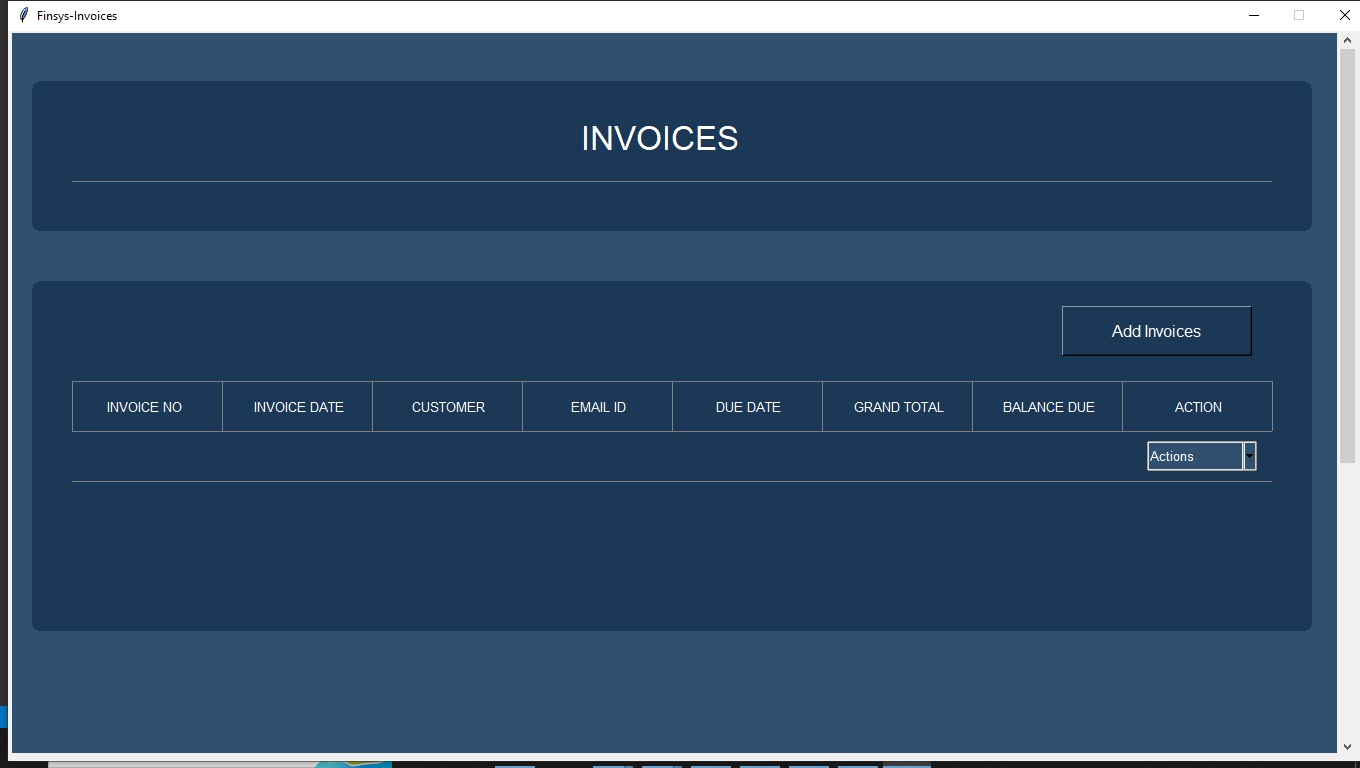 Finsys-Invoices
INVOICES
Add Invoices
INVOICE NO INVOICE DATE CUSTOMER EMAIL ID DUE DATE GRAND TOTAL BALANCE DUE ACTION
Actions